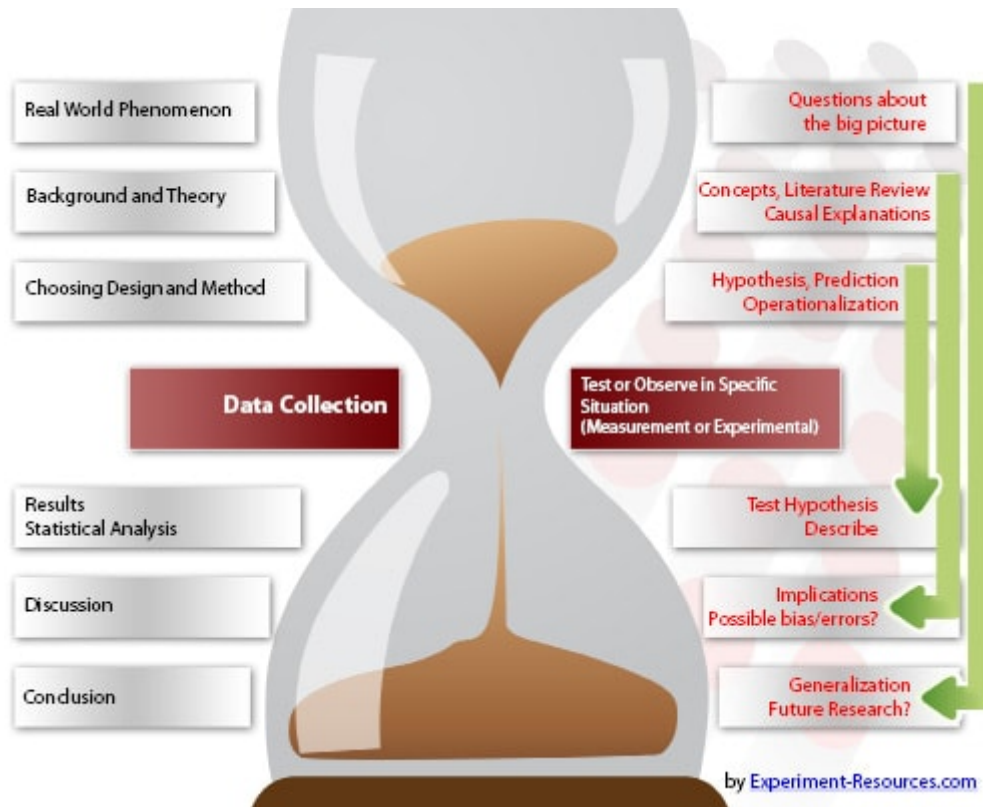 Real World Phenomenon
Questions about
the big picture
Background and Theory
Concepts, Literature Review
Causal Explanations
Choosing Design and Method
Hypothesis, Prediction
Operationalization
Data Collection
Test or Observe in Specific
Situation
(Measurement or Experimental)
Results
Statistical Analysis
Test Hypothesis
Describe
Discussion
Implications
Possible bias/errors?
Conclusion
Generalization
Future Research?
by Experiment-Resources.com